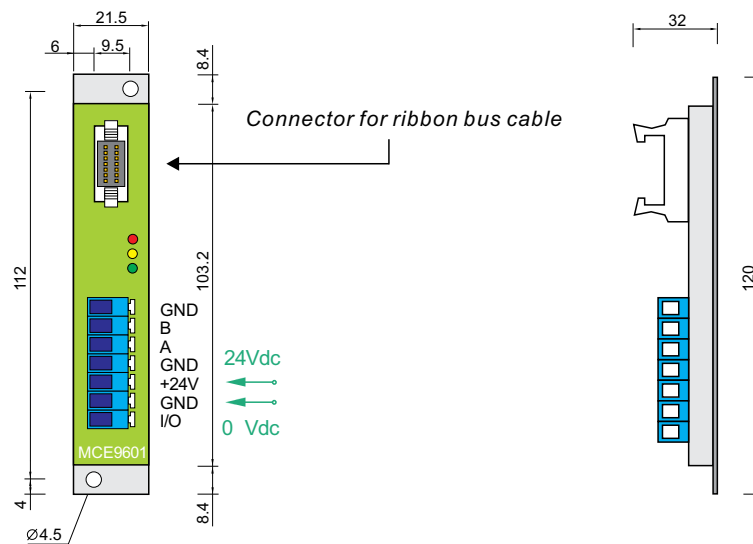 21.5
32
6
9.5
8.4
Connector for ribbon bus cable
112
103.2
120
GND
B
A
GND
24Vdc
+24V
GND
I/O
0 Vdc
MCE9601
4
8.4
Ø4.5